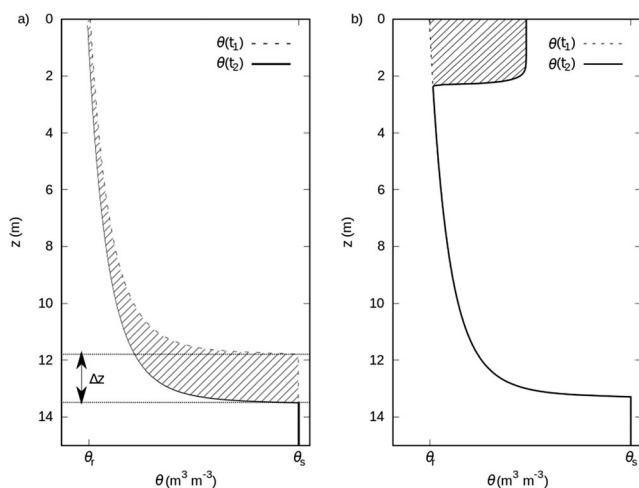 a)
θ(t₁)
θ(t₂)
0
2
4
6
8
10
12
14
z (m)
Δz
θᵣ
θₛ
θ (m³ m⁻³)
b)
θ(t₁)
θ(t₂)
0
2
4
6
8
10
12
14
z (m)
θᵣ
θₛ
θ (m³ m⁻³)